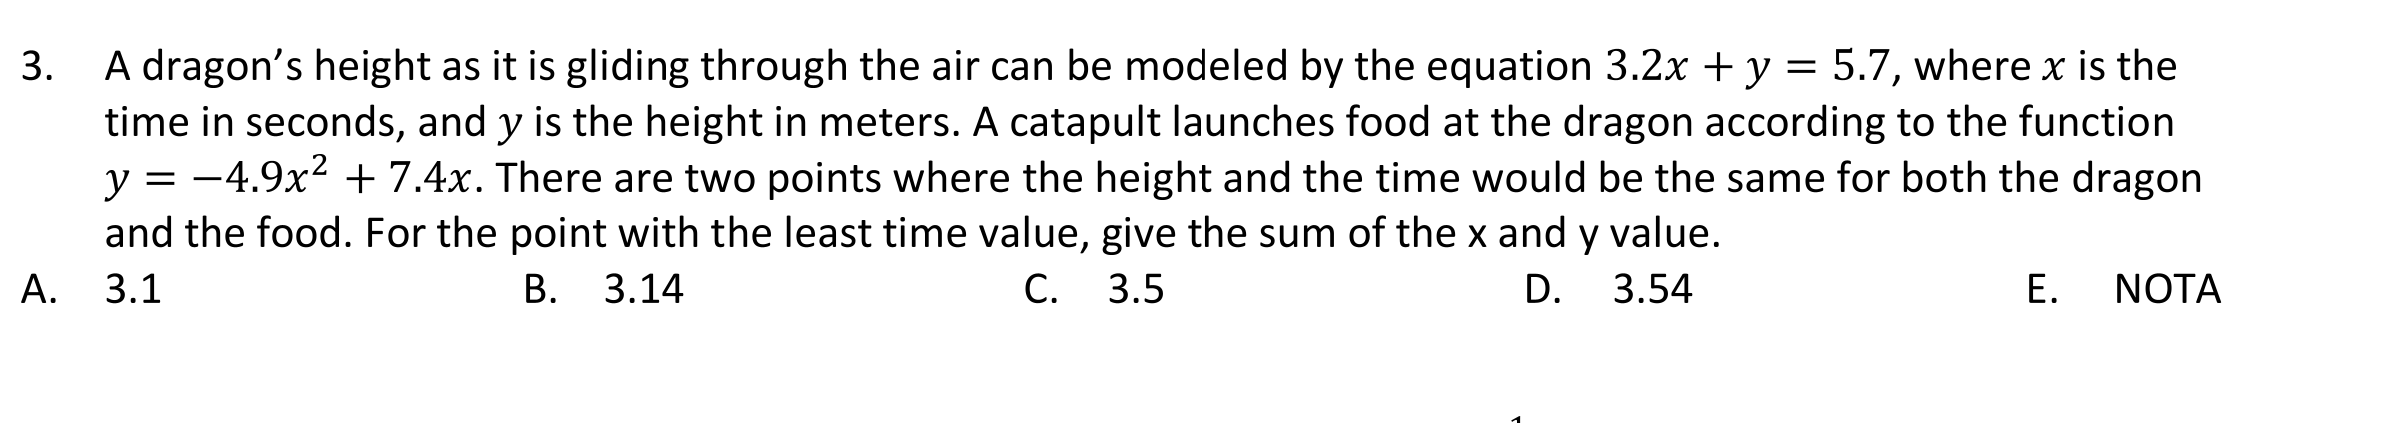 3. A dragon’s height as it is gliding through the air can be modeled by the equation 3.2x + y = 5.7, where x is the
time in seconds, and y is the height in meters. A catapult launches food at the dragon according to the function
y = −4.9x² + 7.4x. There are two points where the height and the time would be the same for both the dragon
and the food. For the point with the least time value, give the sum of the x and y value.
A. 3.1 B. 3.14 C. 3.5 D. 3.54 E. NOTA